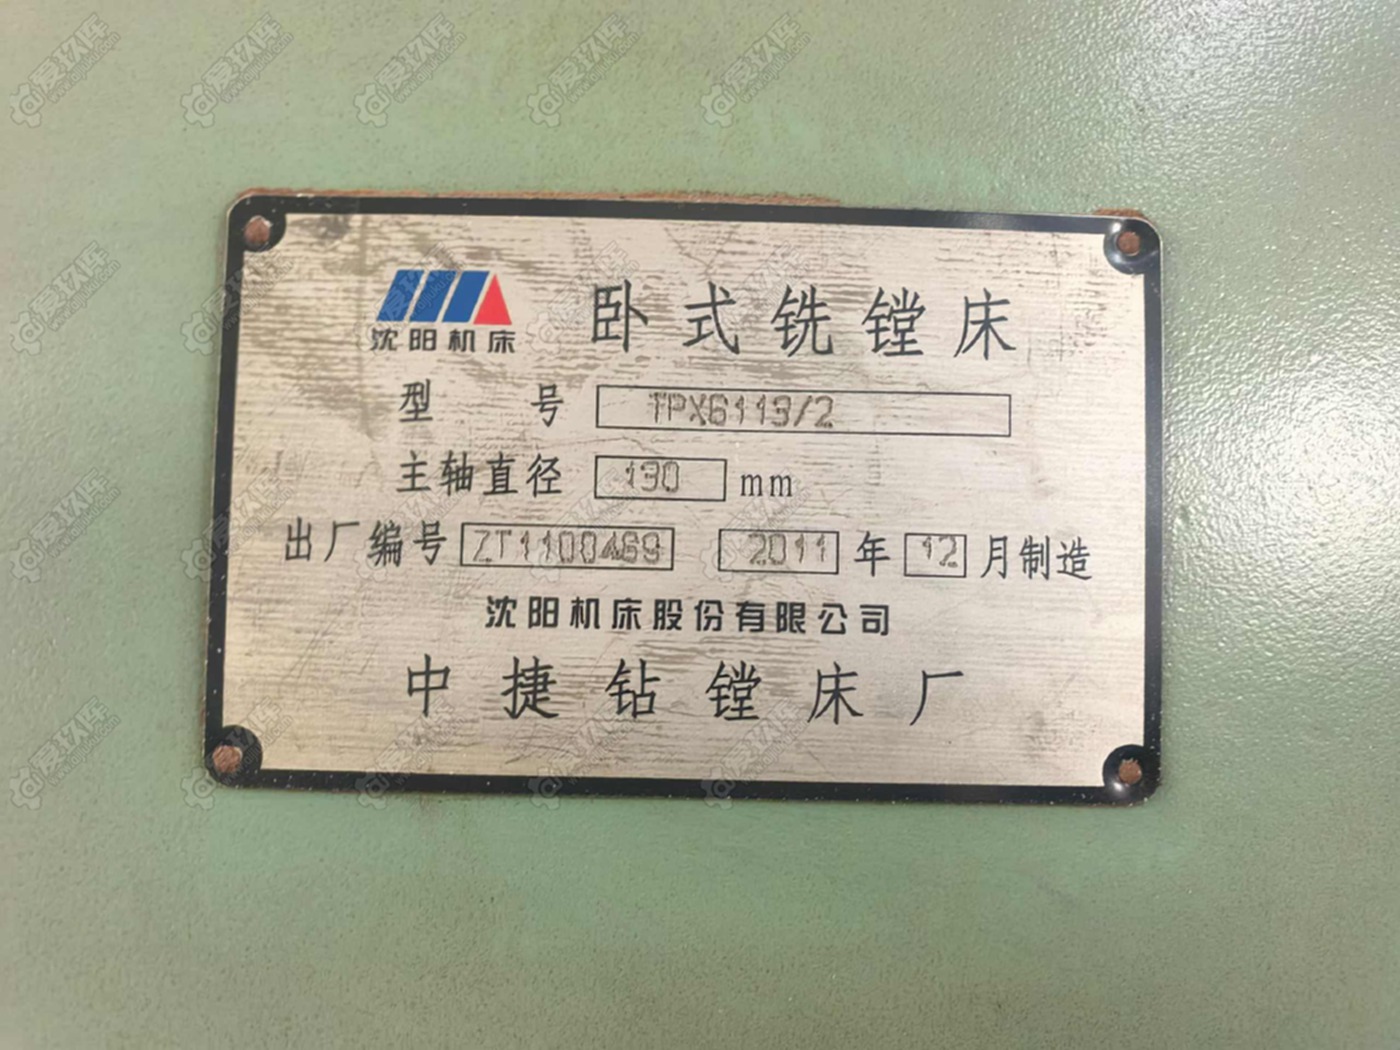 沈阳机床 卧式铣镗床
型号 TPX6113/2
主轴直径 130 mm
出厂编号 ZT1100469 2011 年 12 月制造
沈阳机床股份有限公司
中捷钻镗床厂